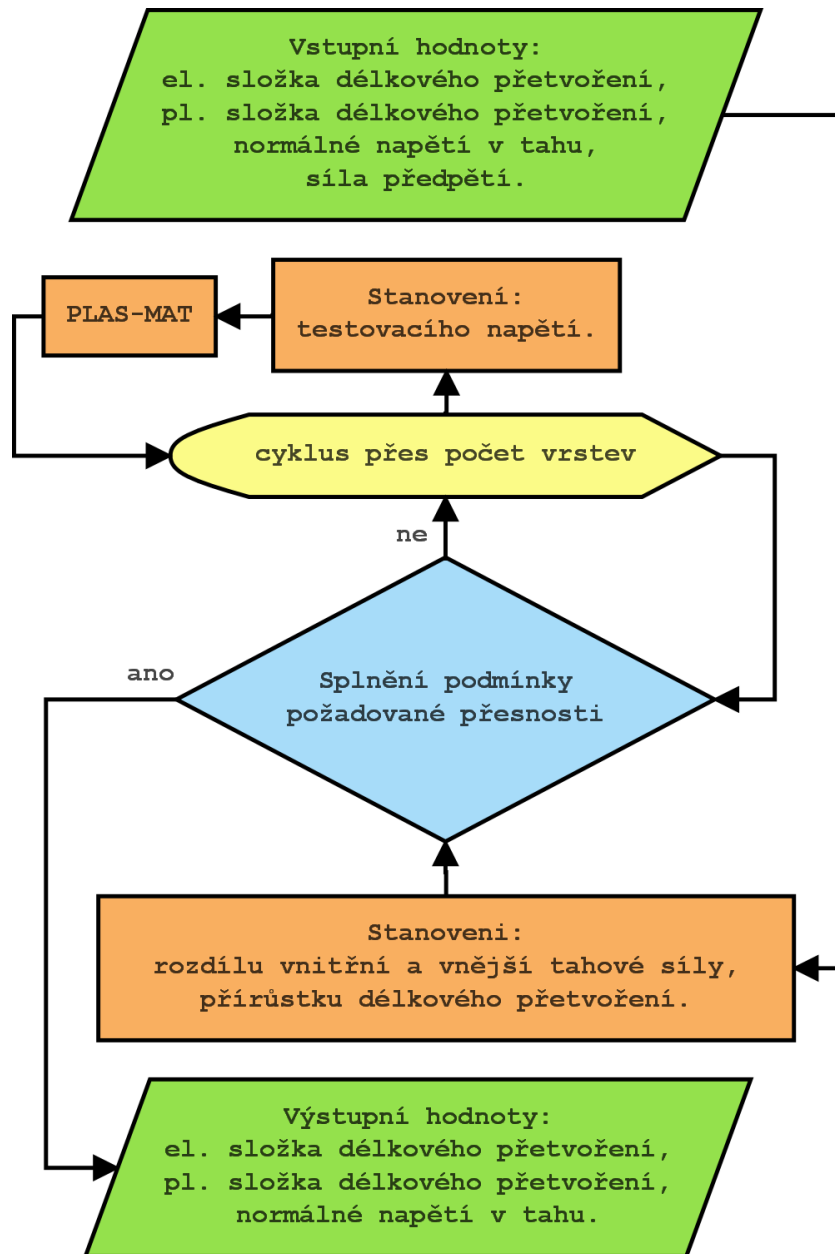 Vstupní hodnoty:
el. složka délkového přetvoření,
pl. složka délkového přetvoření,
normálné napětí v tahu,
síla předpětí.
PLAS-MAT
Stanovení:
testovacího napětí.
cyklus přes počet vrstev
ne
ano
Splnění podmínky
požadované přesnosti
Stanoveni:
rozdílu vnitřní a vnější tahové síly,
přírůstku délkového přetvoření.
Výstupní hodnoty:
el. složka délkového přetvoření,
pl. složka délkového přetvoření,
normálné napětí v tahu.